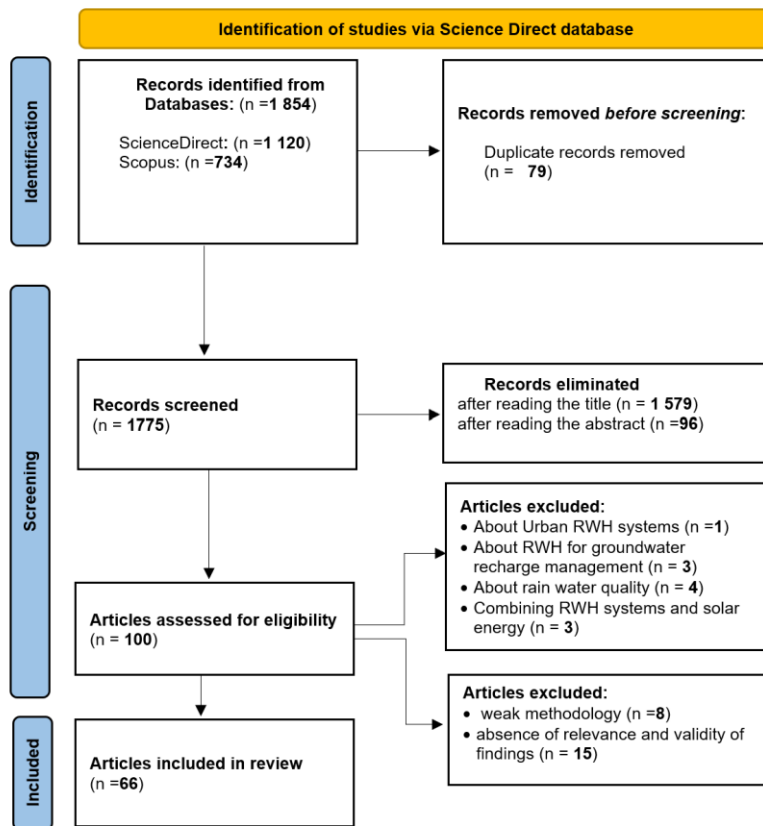 Identification of studies via Science Direct database
Identification
Records identified from
Databases: (n =1 854)
ScienceDirect: (n =1 120)
Scopus: (n =734)
Records removed before screening:
Duplicate records removed
(n = 79)
Screening
Records screened
(n = 1775)
Records eliminated
after reading the title (n = 1 579)
after reading the abstract (n =96)
Articles assessed for eligibility
(n = 100)
Articles excluded:
• About Urban RWH systems (n =1)
• About RWH for groundwater
recharge management (n = 3)
• About rain water quality (n = 4)
• Combining RWH systems and solar
energy (n = 3)
Articles excluded:
• weak methodology (n =8)
• absence of relevance and validity of
findings (n = 15)
Included
Articles included in review
(n =66)